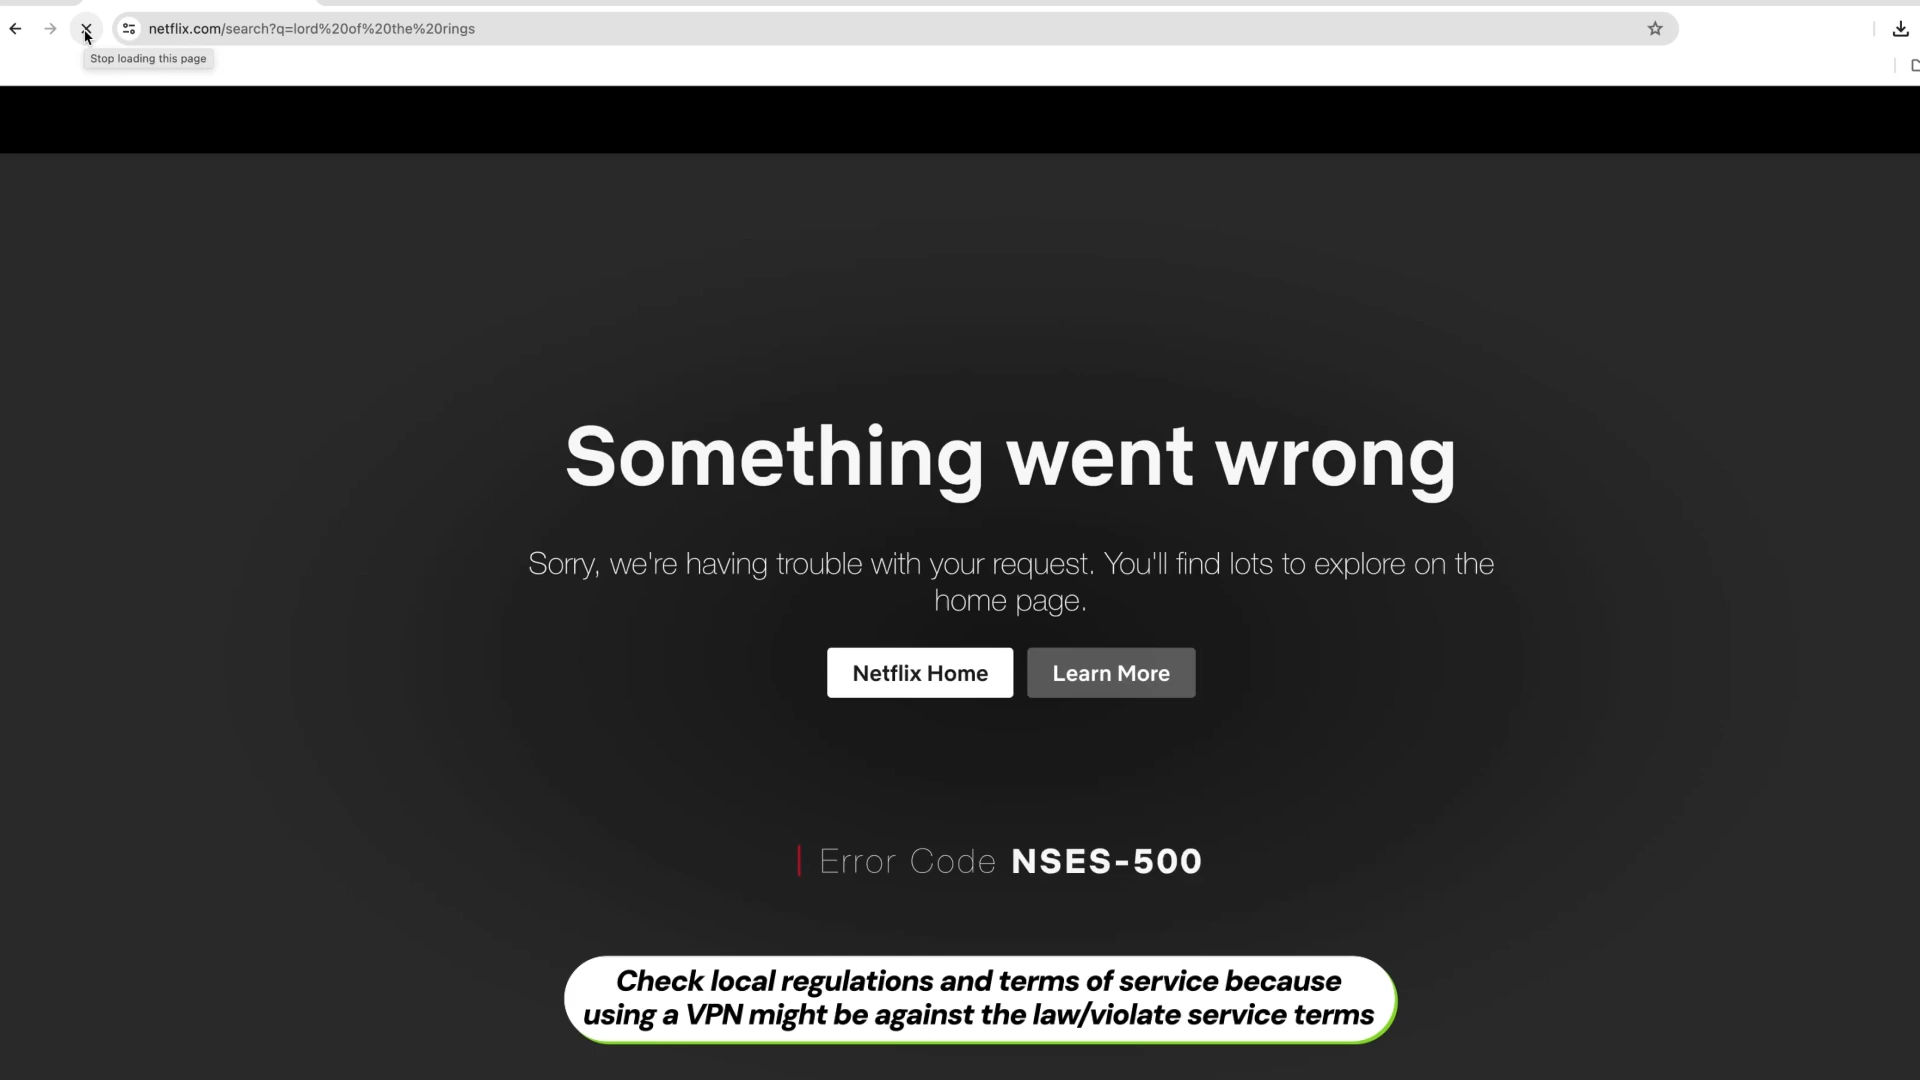 netflix.com/search?q=lord%20of%20the%20rings
Stop loading this page
Something went wrong
Sorry, we're having trouble with your request. You'll find lots to explore on the
home page.
Netflix Home
Learn More
Error Code NSES-500
Check local regulations and terms of service because
using a VPN might be against the law/violate service terms